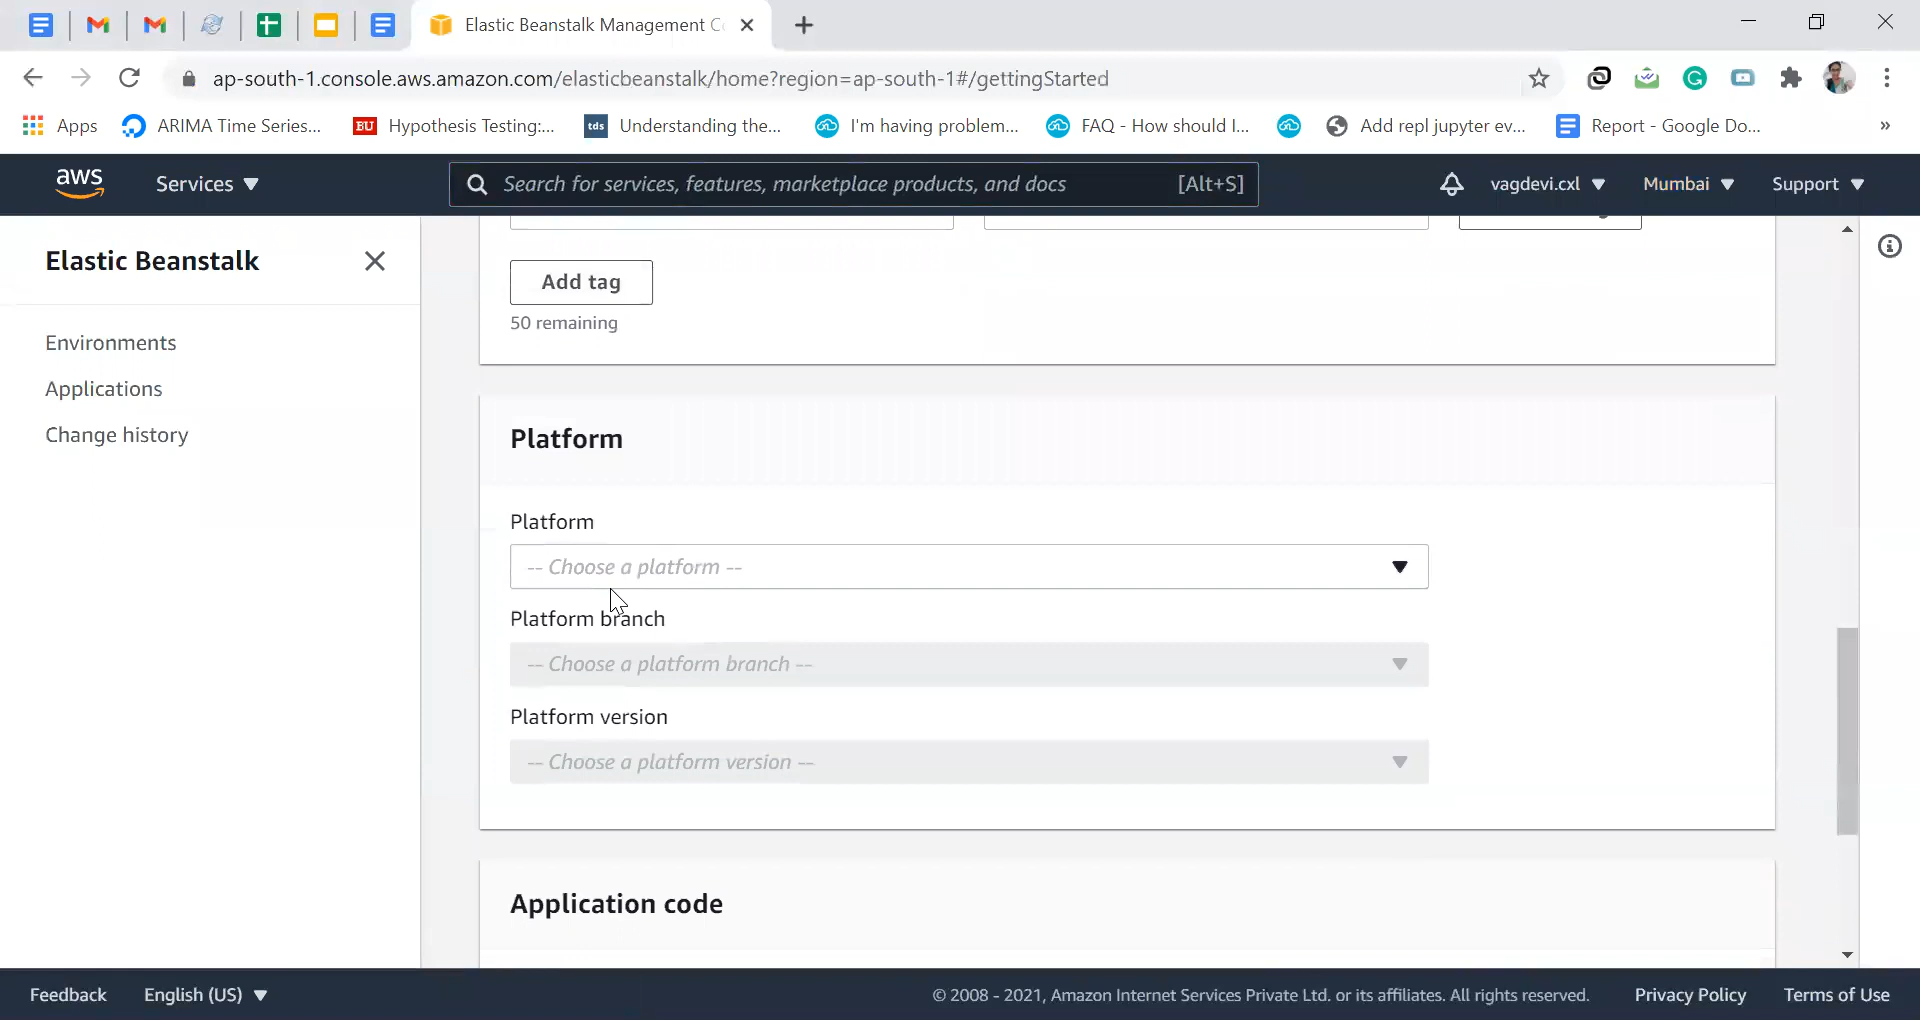 Elastic Beanstalk Management C
ap-south-1.console.aws.amazon.com/elasticbeanstalk/home?region=ap-south-1#/gettingStarted
Apps
ARIMA Time Series...
BU Hypothesis Testing:...
tds Understanding the...
I'm having problem...
FAQ - How should I...
Add repl jupyter ev...
Report - Google Do...
»
aws
Services
Search for services, features, marketplace products, and docs [Alt+S]
vagdevi.cxl
Mumbai
Support
Elastic Beanstalk
Environments
Applications
Change history
Add tag
50 remaining
Platform
Platform
-- Choose a platform --
Platform branch
-- Choose a platform branch --
Platform version
-- Choose a platform version --
Application code
Feedback
English (US)
© 2008 - 2021, Amazon Internet Services Private Ltd. or its affiliates. All rights reserved.
Privacy Policy
Terms of Use